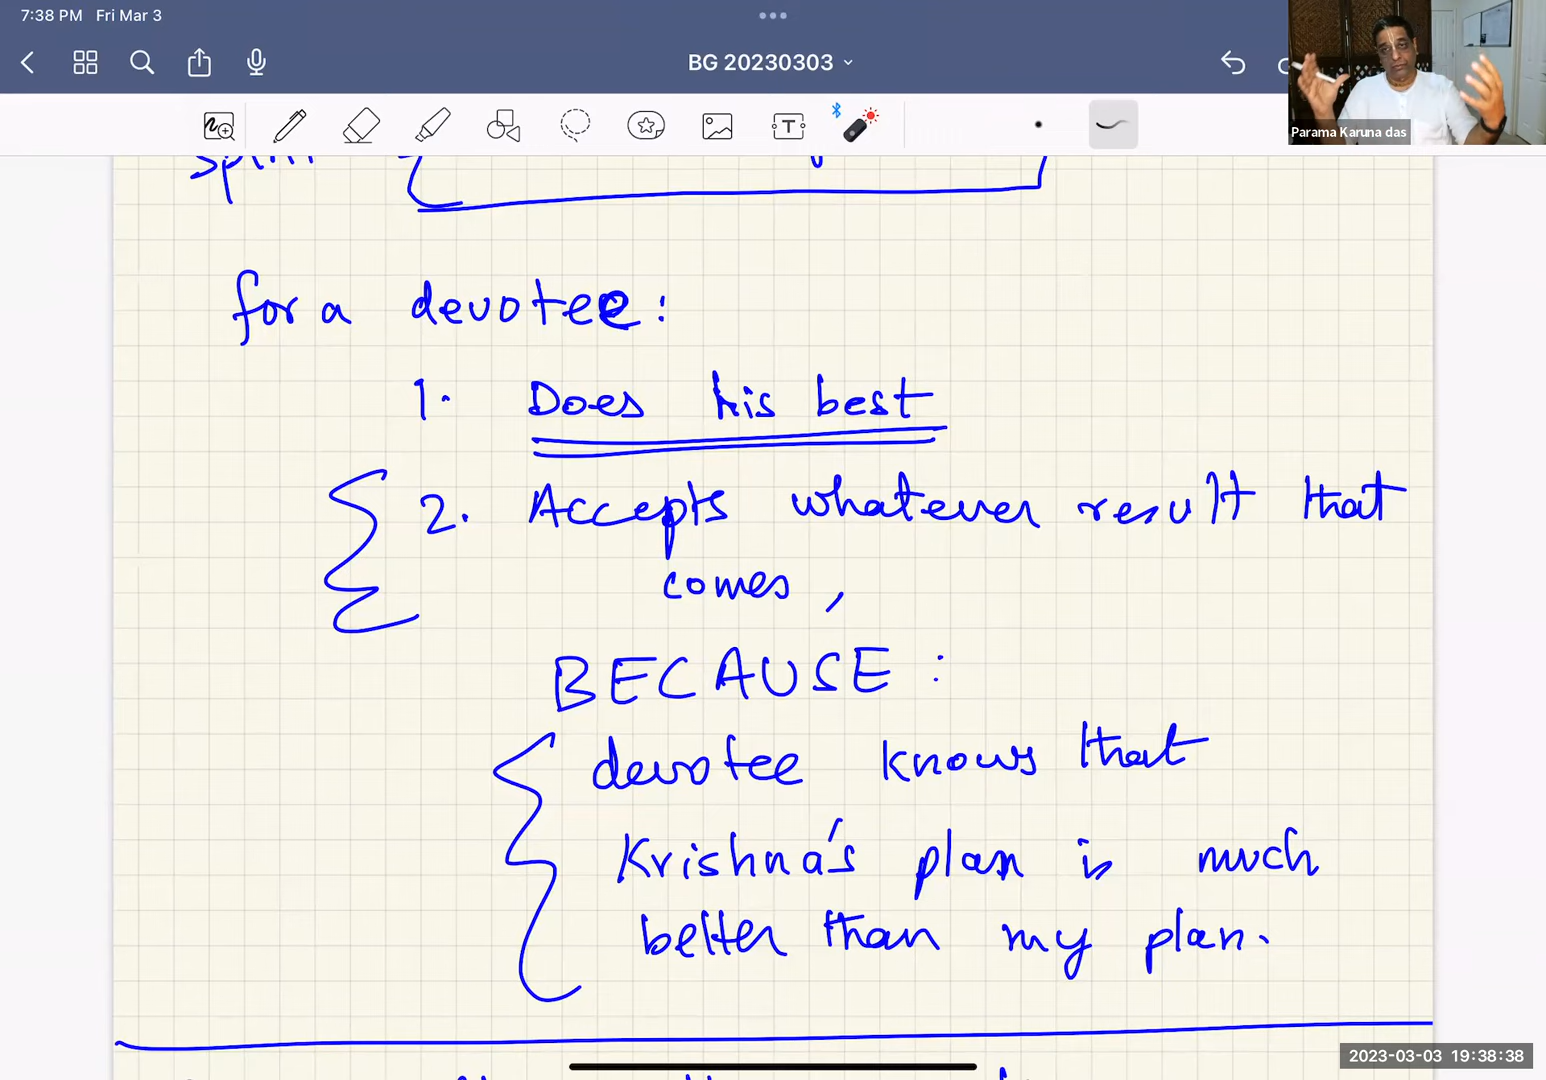 7:38 PM Fri Mar 3
BG 20230303
Parama Karuna das
for a devotee:
1. Does his best
2. Accepts whatever result that
comes,
BECAUSE:
devotee knows that
Krishna's plan is much
better than my plan.
2023-03-03 19:38:38